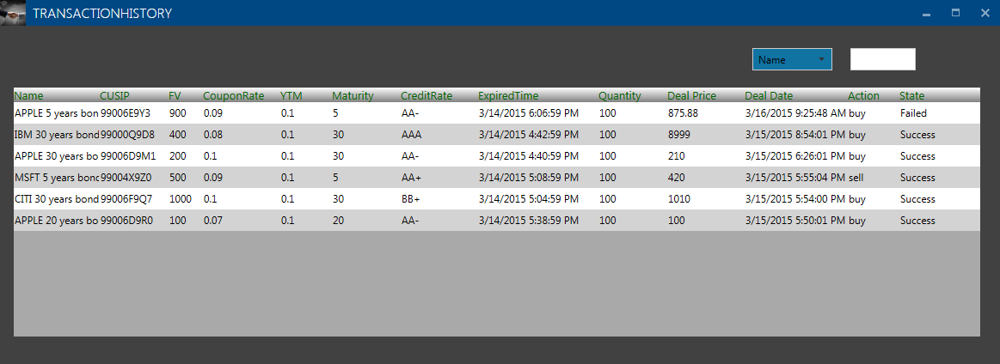 TRANSACTIONHISTORY
Name
Name CUSIP FV CouponRate YTM Maturity CreditRate ExpiredTime Quantity Deal Price Deal Date Action State
APPLE 5 years bon 99006E9Y3 900 0.09 0.1 5 AA- 3/14/2015 6:06:59 PM 100 875.88 3/16/2015 9:25:48 AM buy Failed
IBM 30 years bond 99000Q9D8 400 0.08 0.1 30 AAA 3/14/2015 4:42:59 PM 100 8999 3/15/2015 8:54:01 PM buy Success
APPLE 30 years bo 99006D9M1 200 0.1 0.1 30 AA- 3/14/2015 4:40:59 PM 100 210 3/15/2015 6:26:01 PM buy Success
MSFT 5 years bond 99004X9Z0 500 0.09 0.1 5 AA+ 3/14/2015 5:08:59 PM 100 420 3/15/2015 5:55:04 PM sell Success
CITI 30 years bond 99006F9Q7 1000 0.1 0.1 30 BB+ 3/14/2015 5:04:59 PM 100 1010 3/15/2015 5:54:00 PM buy Success
APPLE 20 years bo 99006D9R0 100 0.07 0.1 20 AA- 3/14/2015 5:38:59 PM 100 100 3/15/2015 5:50:01 PM buy Success